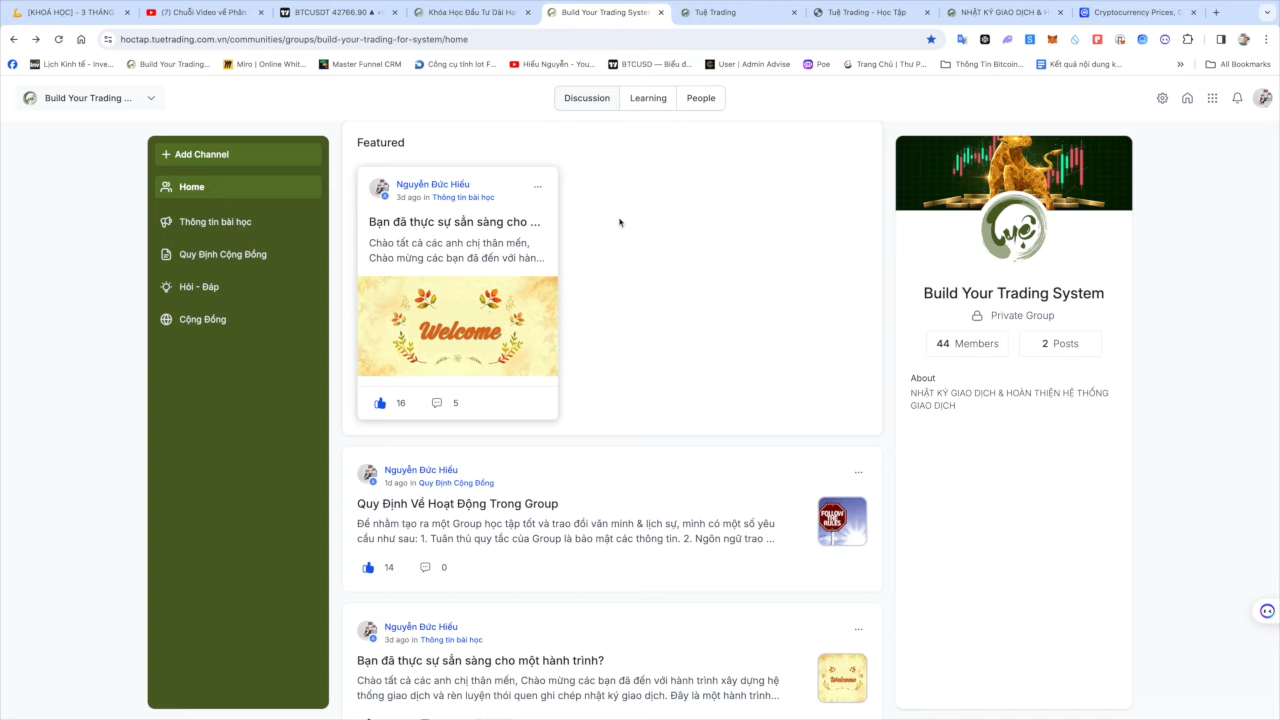 [KHOÁ HỌC] - 3 THÁNG
(7) Chuỗi Video về Phân
BTCUSDT 42766.90
Khóa Học Đầu Tư Dài H
Build Your Trading Syste
Tuệ Trading
Tuệ Trading - Học Tập
NHẬT KÝ GIAO DỊCH & H
Cryptocurrency Prices, C
hoctap.tuetrading.com.vn/communities/groups/build-your-trading-for-system/home
Lịch Kinh tế - Inve...
Build Your Trading...
Miro | Online Whit...
Master Funnel CRM
Công cụ tính lot F...
Hiếu Nguyễn - You...
BTCUSD — Biểu đ...
User | Admin Advise
Poe
Trang Chủ | Thư P...
Thông Tin Bitcoin...
Kết quả nội dung k...
»
All Bookmarks
Build Your Trading ...
Discussion
Learning
People
+ Add Channel
Home
Thông tin bài học
Quy Định Cộng Đồng
Hỏi - Đáp
Cộng Đồng
Featured
Nguyễn Đức Hiếu
3d ago in Thông tin bài học
Bạn đã thực sự sẳn sàng cho ...
Chào tất cả các anh chị thân mến,
Chào mừng các bạn đã đến với hàn...
Welcome
16
5
Nguyễn Đức Hiếu
1d ago in Quy Định Cộng Đồng
Quy Định Về Hoạt Động Trong Group
Để nhằm tạo ra một Group học tập tốt và trao đổi văn minh & lịch sự, mình có một số yêu
cầu như sau: 1. Tuân thủ quy tắc của Group là bảo mật các thông tin. 2. Ngôn ngữ trao ...
FOLLOW
THE
RULES
14
0
Nguyễn Đức Hiếu
3d ago in Thông tin bài học
Bạn đã thực sự sẳn sàng cho một hành trình?
Chào tất cả các anh chị thân mến, Chào mừng các bạn đã đến với hành trình xây dựng hệ
thống giao dịch và rèn luyện thói quen ghi chép nhật ký giao dịch. Đây là một hành trình...
Welcome
Tuệ
Build Your Trading System
Private Group
44 Members
2 Posts
About
NHẬT KÝ GIAO DỊCH & HOÀN THIỆN HỆ THỐNG
GIAO DỊCH